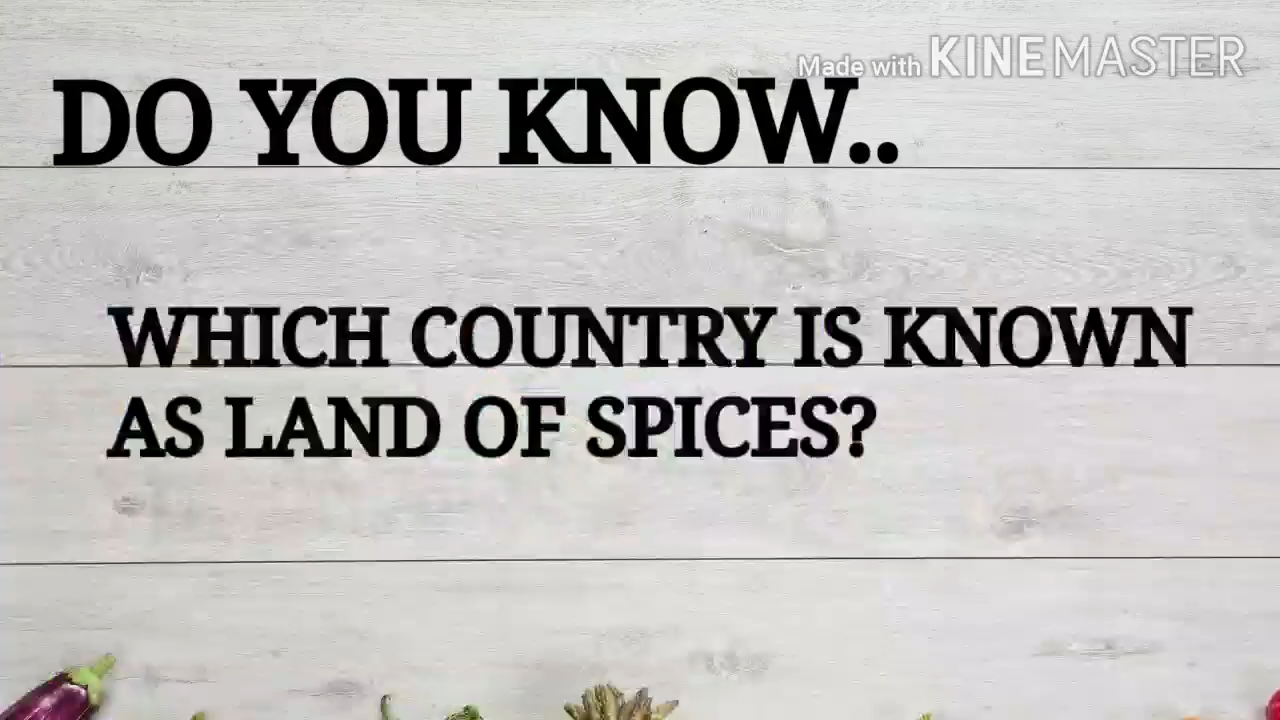 Made with KINEMASTER
DO YOU KNOW..
WHICH COUNTRY IS KNOWN
AS LAND OF SPICES?